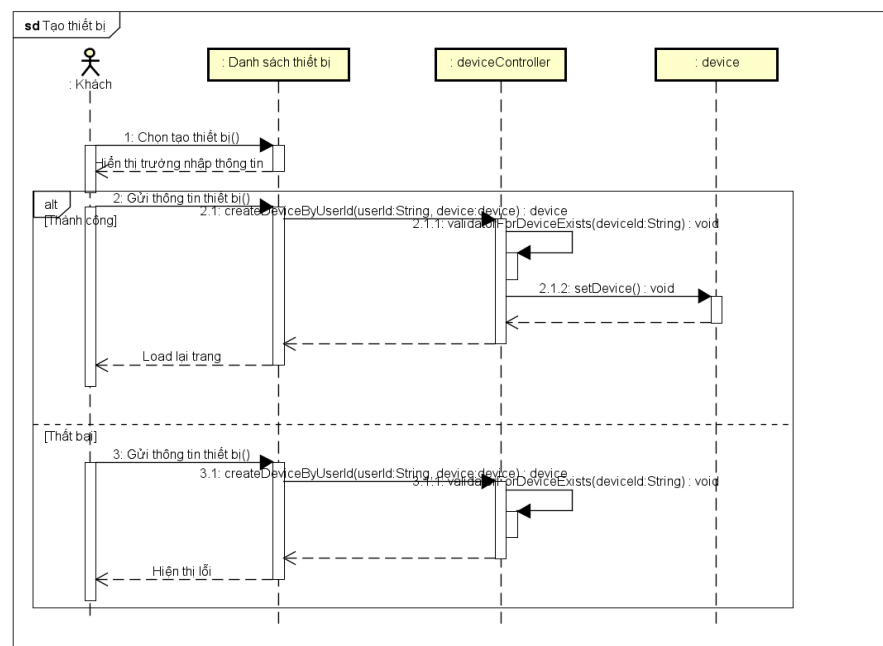 sd Tạo thiết bị
: Khách
: Danh sách thiết bị
: deviceController
: device
1: Chọn tạo thiết bị()
Hiển thị trường nhập thông tin
alt
2: Gửi thông tin thiết bị()
[Thành công]
2.1: createDeviceByUserId(userId:String, device:device) : device
2.1.1: validatorForDeviceExists(deviceId:String) : void
2.1.2: setDevice() : void
Load lại trang
[Thất bại]
3: Gửi thông tin thiết bị()
3.1: createDeviceByUserId(userId:String, device:device) : device
3.1.1: validatorForDeviceExists(deviceId:String) : void
Hiện thị lỗi